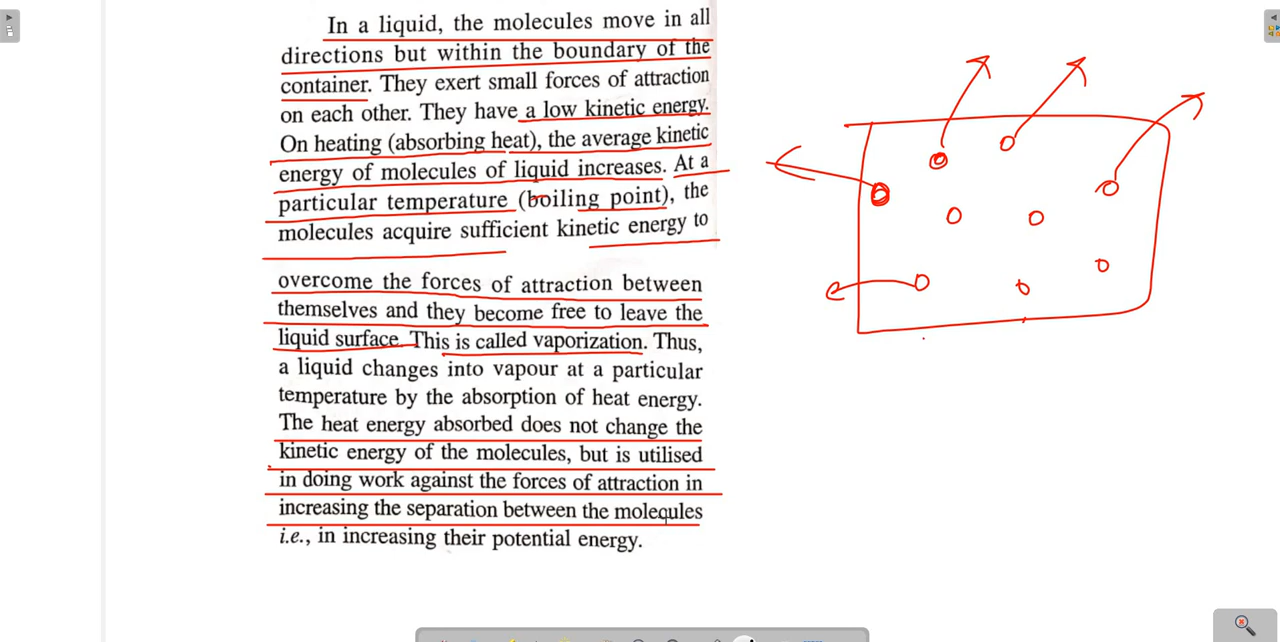 In a liquid, the molecules move in all
directions but within the boundary of the
container. They exert small forces of attraction
on each other. They have a low kinetic energy.
On heating (absorbing heat), the average kinetic
energy of molecules of liquid increases. At a
particular temperature (boiling point), the
molecules acquire sufficient kinetic energy to
overcome the forces of attraction between
themselves and they become free to leave the
liquid surface. This is called vaporization. Thus,
a liquid changes into vapour at a particular
temperature by the absorption of heat energy.
The heat energy absorbed does not change the
kinetic energy of the molecules, but is utilised
in doing work against the forces of attraction in
increasing the separation between the molequles
i.e., in increasing their potential energy.